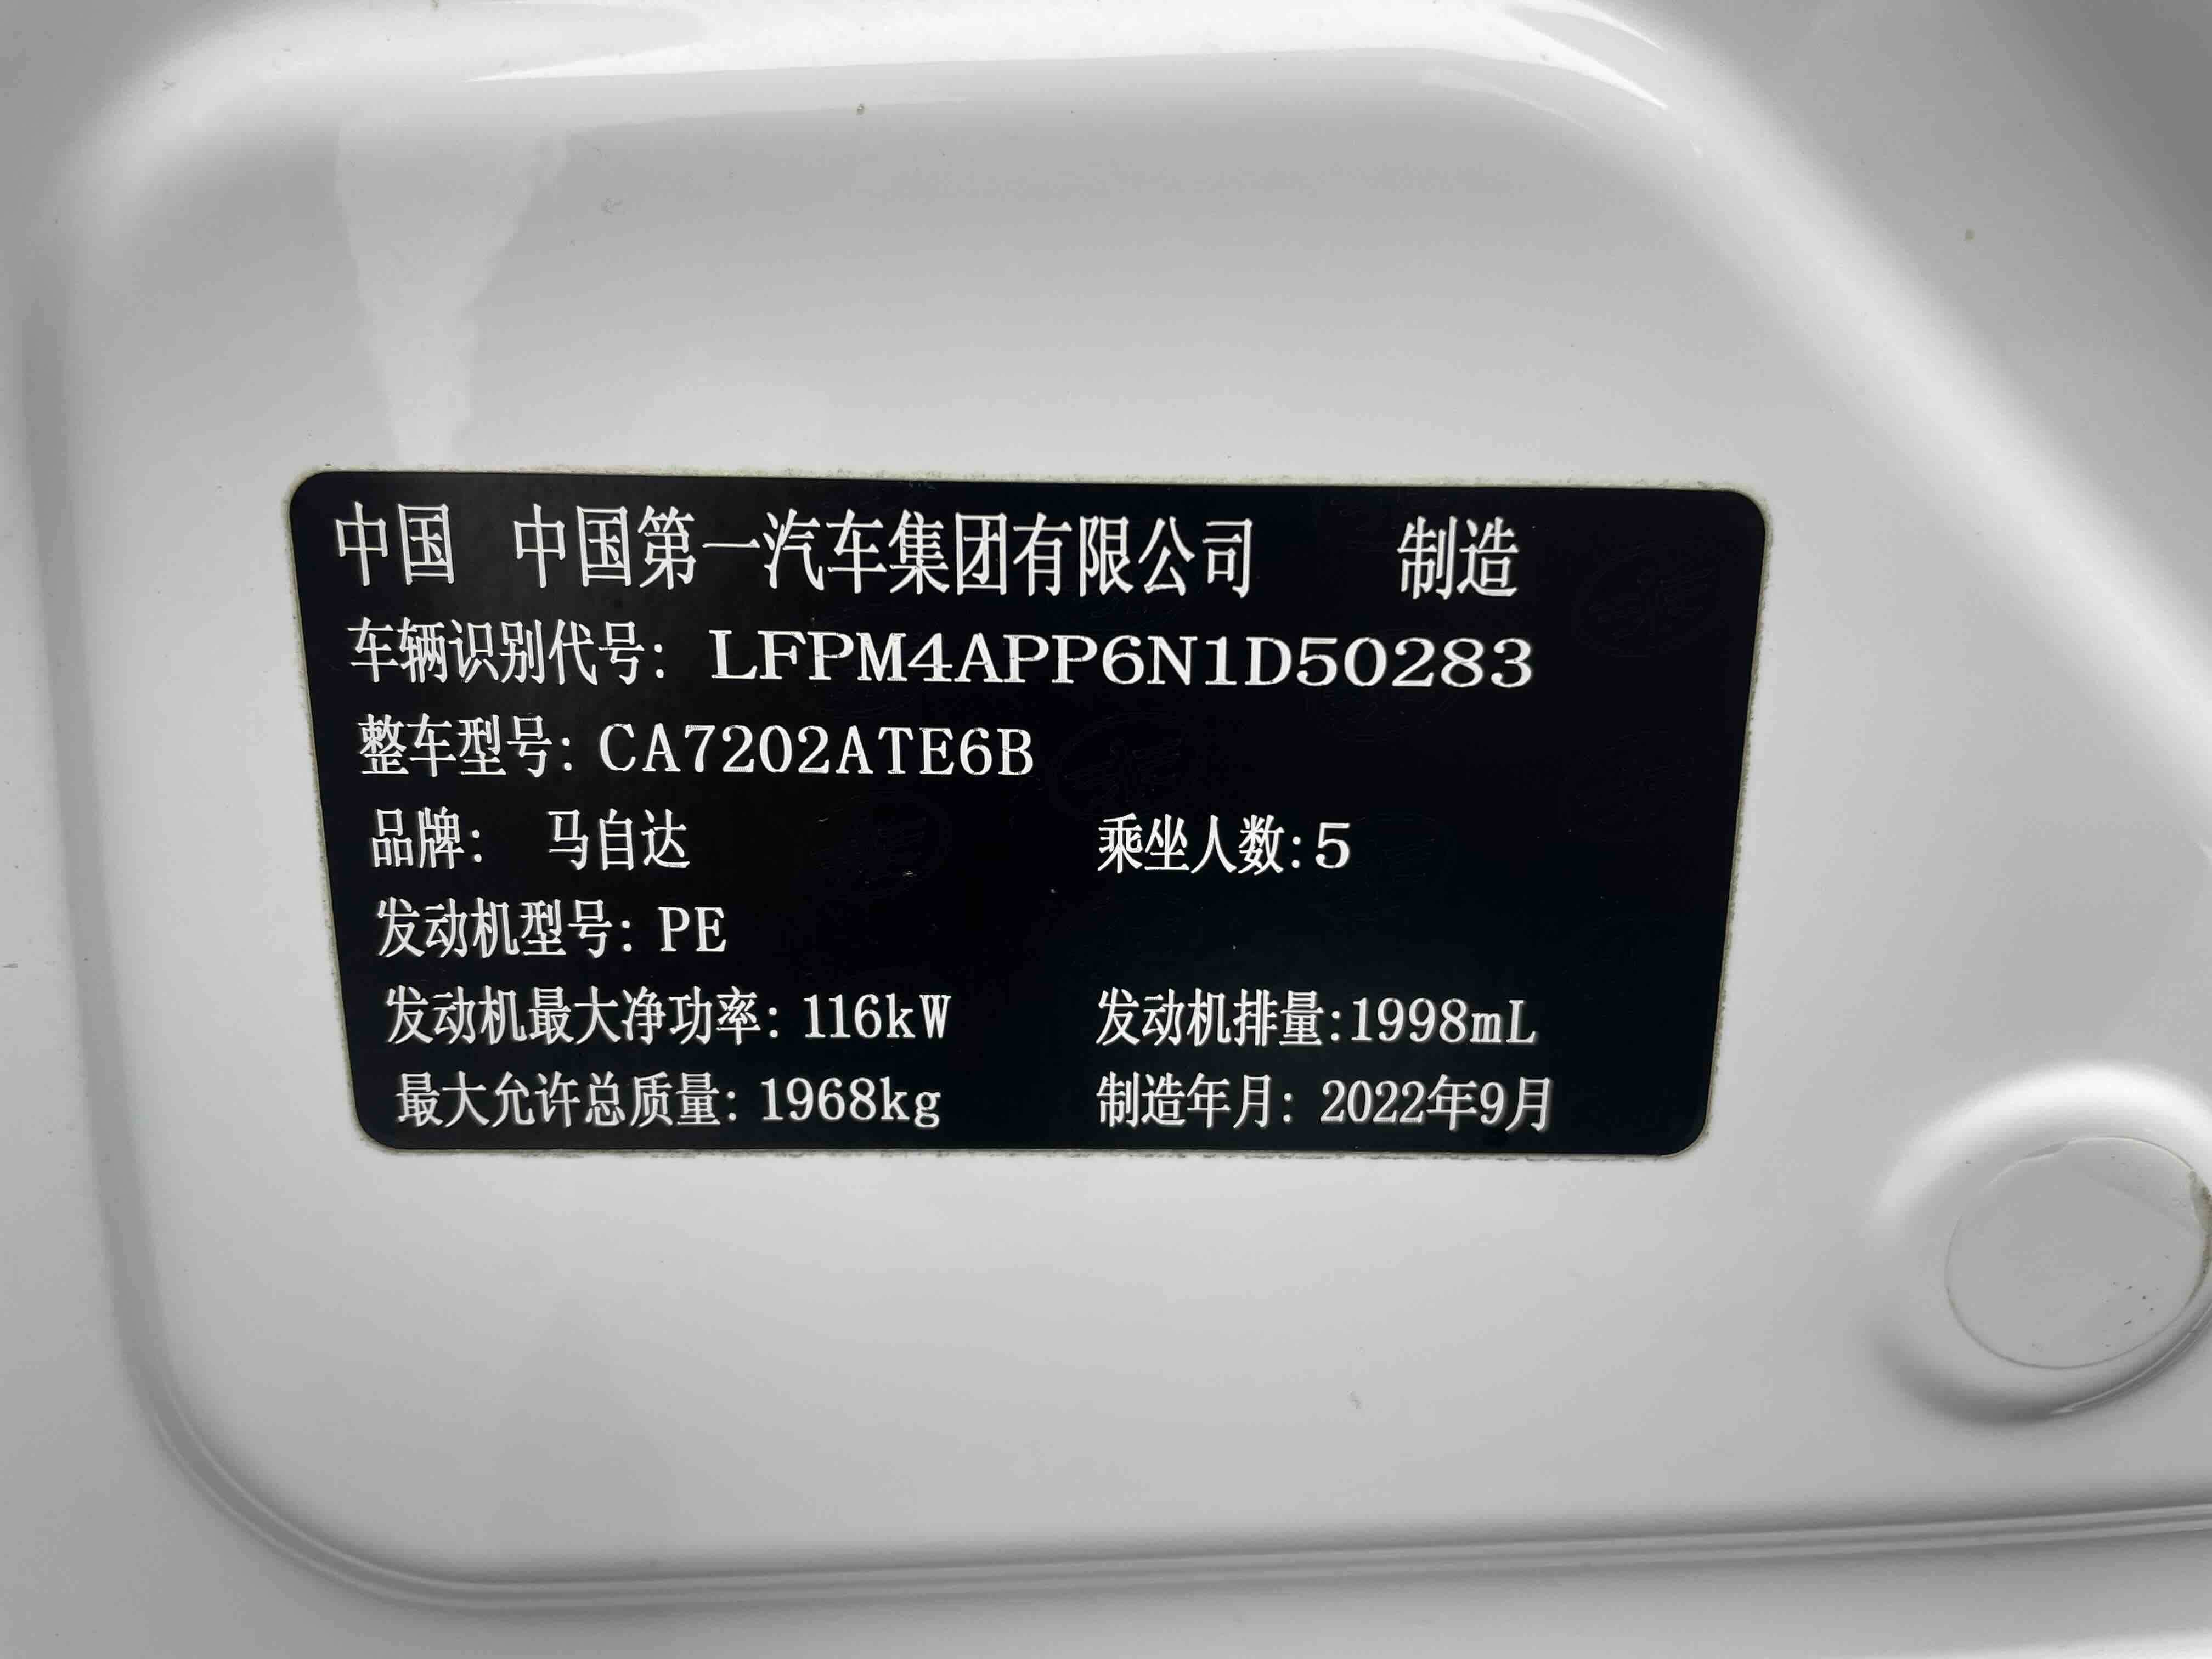 中国 中国第一汽车集团有限公司 制造
车辆识别代号：LFPM4APP6N1D50283
整车型号：CA7202ATE6B
品牌： 马自达 乘坐人数：5
发动机型号：PE
发动机最大净功率：116kW 发动机排量：1998mL
最大允许总质量：1968kg 制造年月：2022年9月